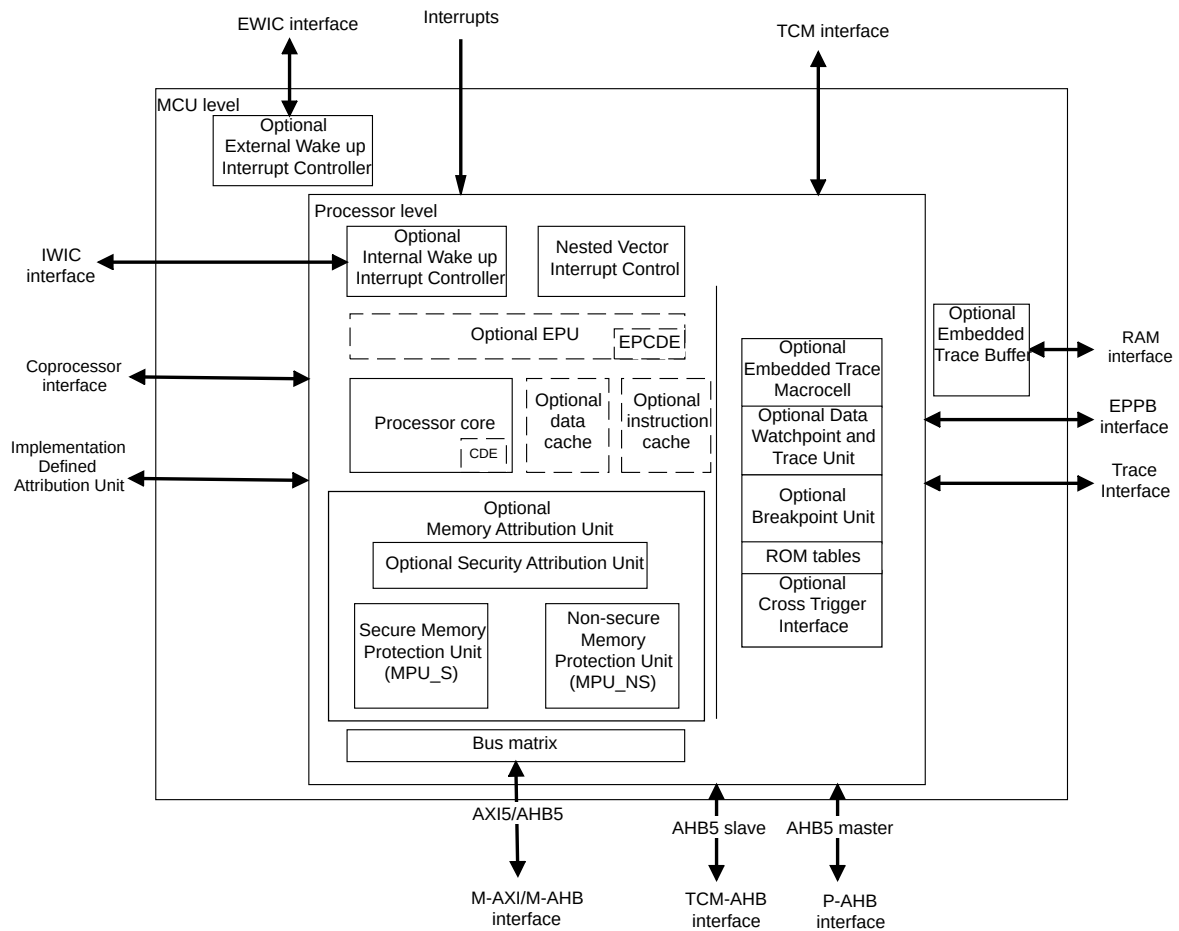 EWIC interface
Interrupts
TCM interface
MCU level
Optional
External Wake up
Interrupt Controller
Processor level
Optional
Internal Wake up
Interrupt Controller
Nested Vector
Interrupt Control
IWIC
interface
Optional EPU
EPCDE
Optional
Embedded
Trace Buffer
RAM
interface
Coprocessor
interface
Processor core
CDE
Optional
data
cache
Optional
instruction
cache
Optional
Embedded Trace
Macrocell
Optional Data
Watchpoint and
Trace Unit
Optional
Breakpoint Unit
ROM tables
Optional
Cross Trigger
Interface
EPPB
interface
Trace
Interface
Implementation
Defined
Attribution Unit
Optional
Memory Attribution Unit
Optional Security Attribution Unit
Secure Memory
Protection Unit
(MPU_S)
Non-secure
Memory
Protection Unit
(MPU_NS)
Bus matrix
AXI5/AHB5
AHB5 slave
AHB5 master
M-AXI/M-AHB
interface
TCM-AHB
interface
P-AHB
interface